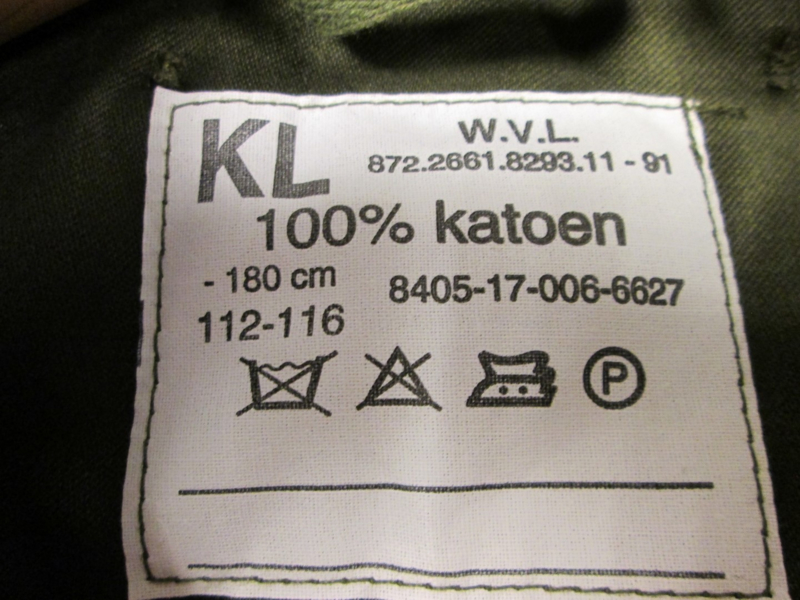 KL
W.V.L.
872.2661.8293.11 - 91
100% katoen
- 180 cm
8405-17-006-6627
112-116
P